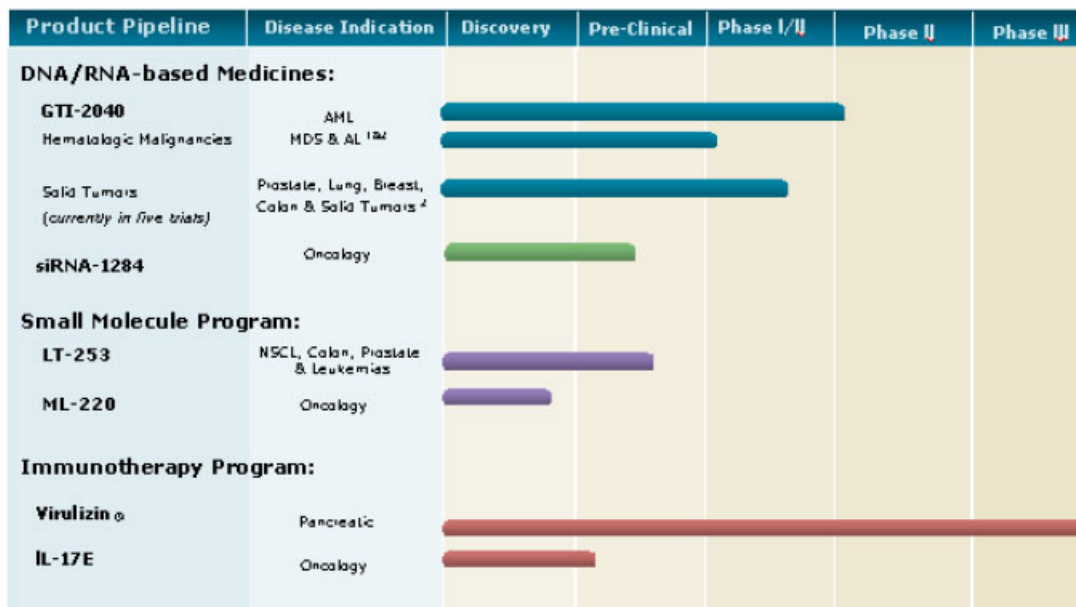 Product Pipeline Disease Indication Discovery Pre-Clinical Phase I/II Phase II Phase III
DNA/RNA-based Medicines:
GTI-2040 AML
Hematologic Malignancies MDS & AL 1&2
Solid Tumors Prostate, Lung, Breast,
(currently in five trials) Colon & Solid Tumors 2
siRNA-1284 Oncology
Small Molecule Program:
LT-253 NSCL, Colon, Prostate
& Leukemias
ML-220 Oncology
Immunotherapy Program:
Virulizin ® Pancreatic
IL-17E Oncology